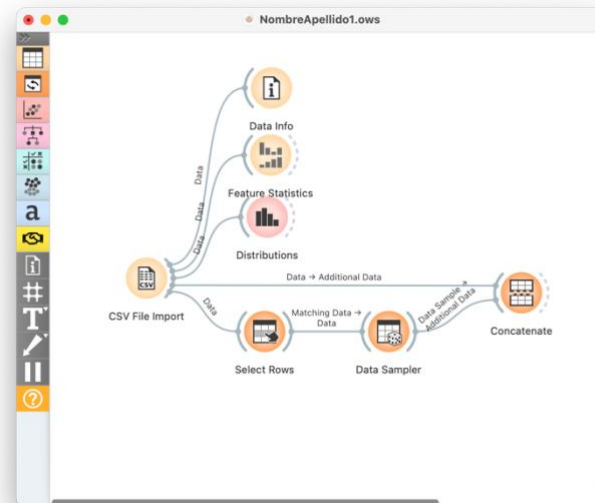 NombreApellido1.ows
Data Info
Data
Feature Statistics
Data
Distributions
Data
Data → Additional Data
CSV
CSV File Import
Data
Matching Data →
Data
Data Sample →
Additional Data
Concatenate
Select Rows
Data Sampler
a
T